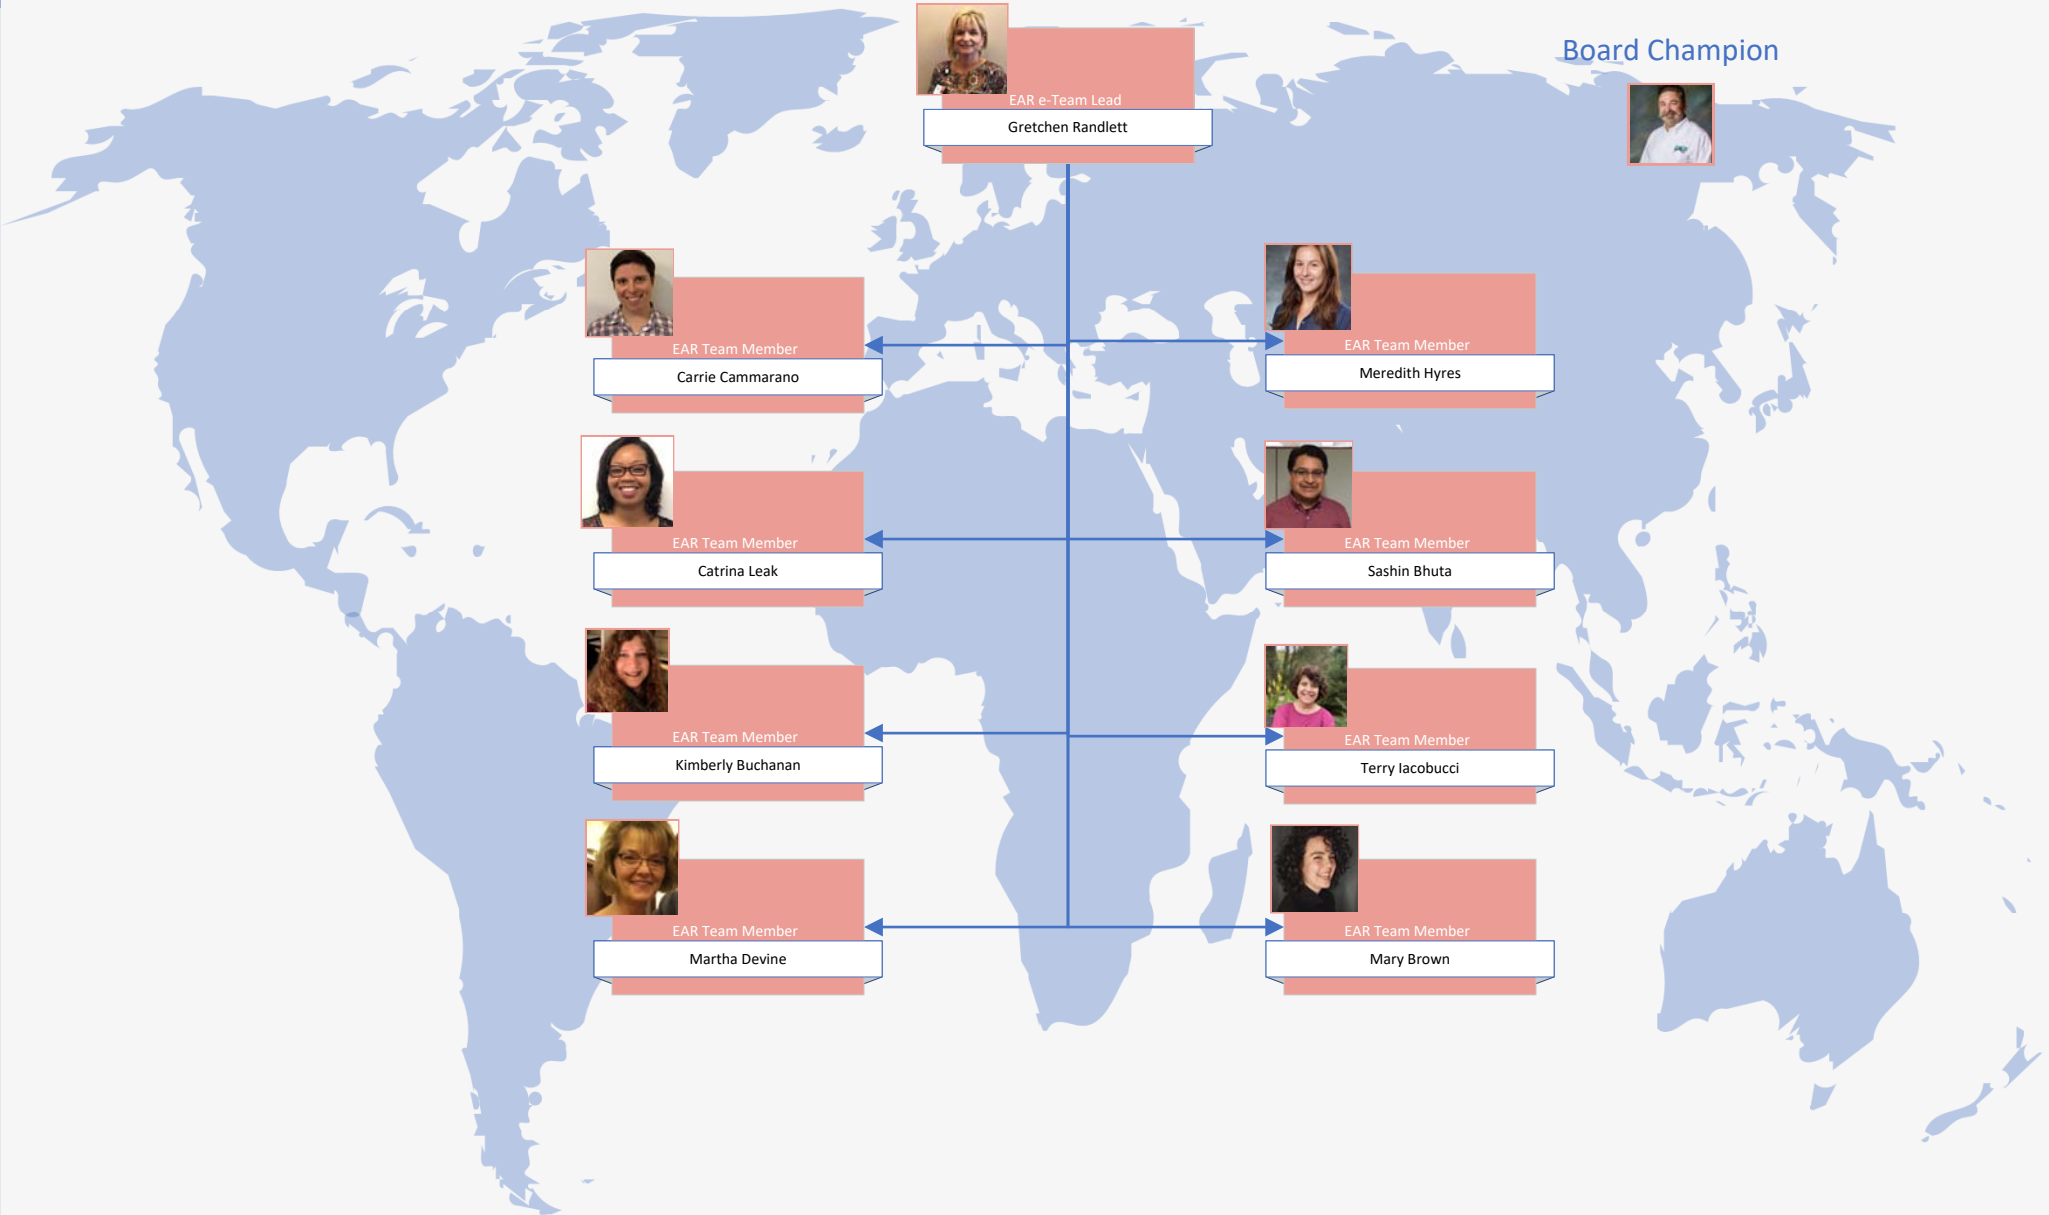 Board Champion
EAR e-Team Lead
Gretchen Randlett
EAR Team Member
Carrie Cammarano
EAR Team Member
Meredith Hyres
EAR Team Member
Catrina Leak
EAR Team Member
Sashin Bhuta
EAR Team Member
Kimberly Buchanan
EAR Team Member
Terry Iacobucci
EAR Team Member
Martha Devine
EAR Team Member
Mary Brown